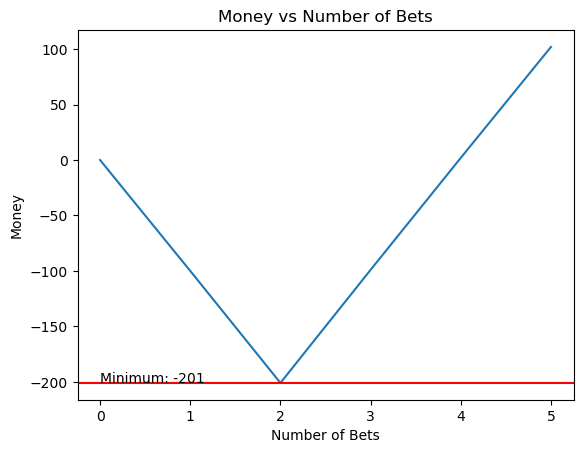 Money vs Number of Bets
100
50
0
−50
−100
−150
−200
Money
Minimum: -201
0 1 2 3 4 5
Number of Bets